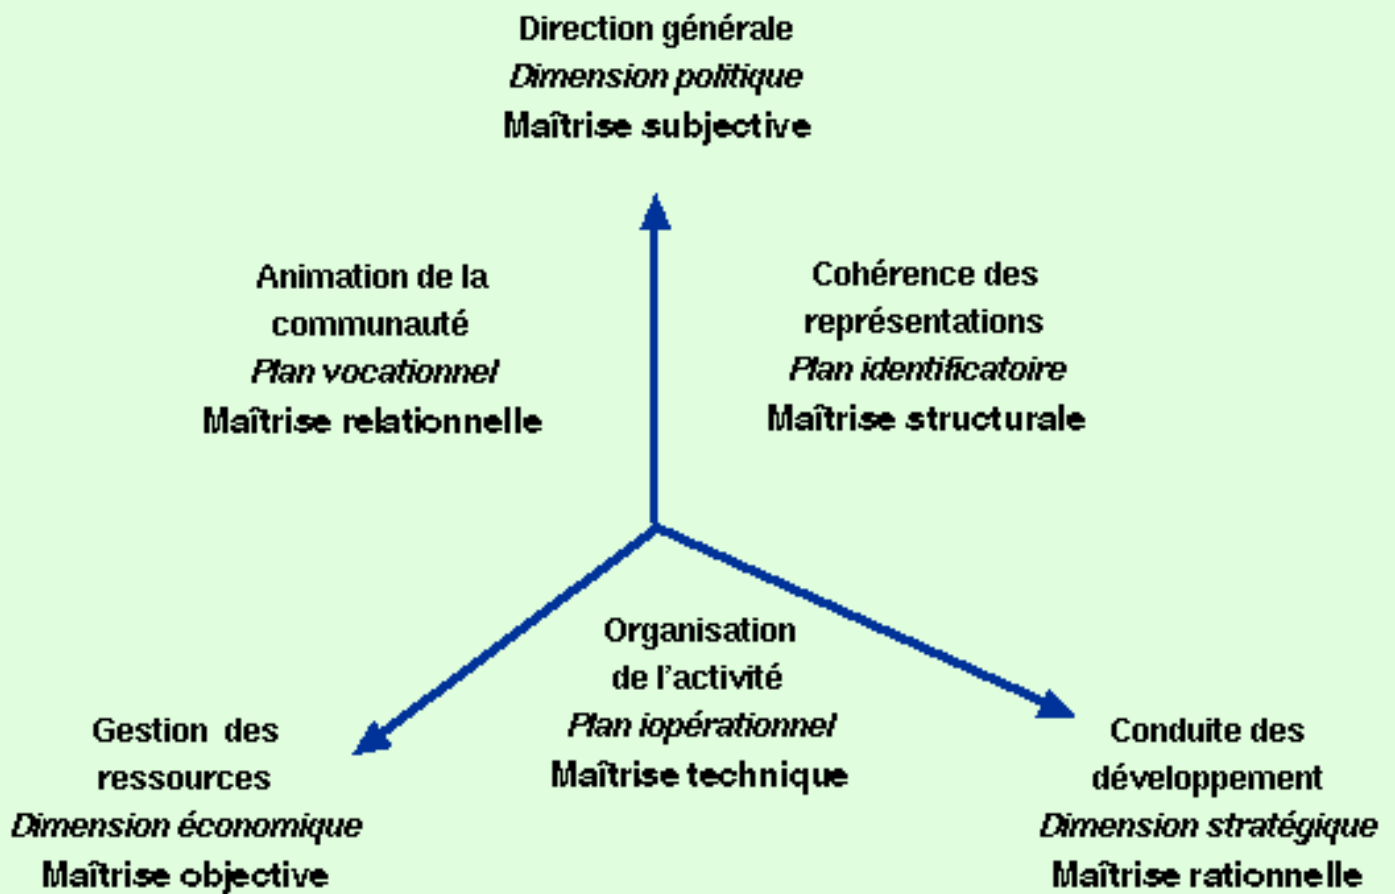 Direction générale
Dimension politique
Maîtrise subjective
Animation de la
communauté
Plan vocationnel
Maîtrise relationnelle
Cohérence des
représentations
Plan identificatoire
Maîtrise structurale
Organisation
de l'activité
Plan iopérationnel
Maîtrise technique
Gestion des
ressources
Dimension économique
Maîtrise objective
Conduite des
développement
Dimension stratégique
Maîtrise rationnelle